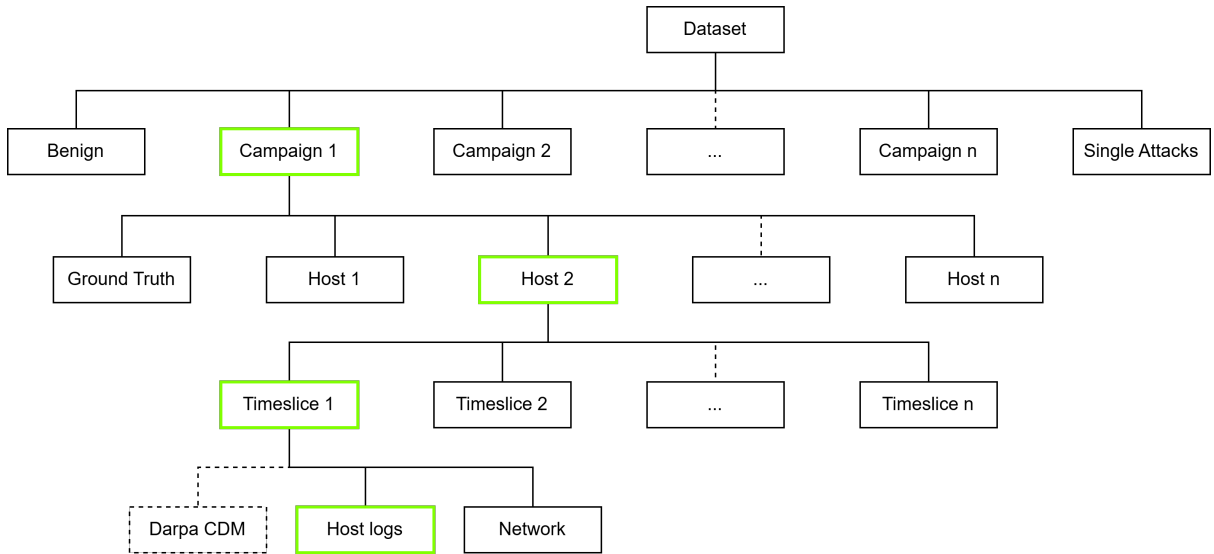 Dataset
Benign
Campaign 1
Campaign 2
...
Campaign n
Single Attacks
Ground Truth
Host 1
Host 2
...
Host n
Timeslice 1
Timeslice 2
...
Timeslice n
Darpa CDM
Host logs
Network